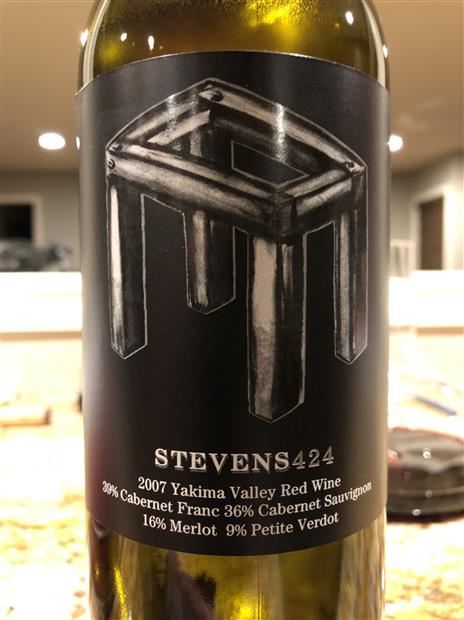 STEVENS424
2007 Yakima Valley Red Wine
39% Cabernet Franc 36% Cabernet Sauvignon
16% Merlot 9% Petite Verdot